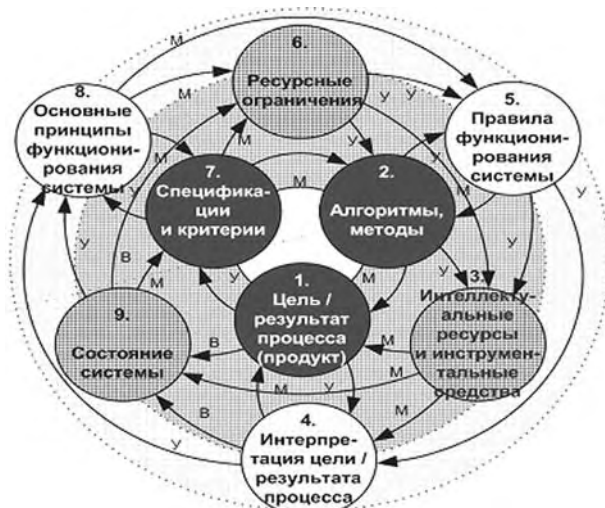 М
6.
Ресурсные
ограничения
8.
Основные
принципы
функциони-
рования
системы
5.
Правила
функциони-
рования
системы
М
У
У
У
М
М
У
У
7.
Специфика-
ции
и критерии
М
2.
Алгоритмы,
методы
М
У
У
У
В
М
У
М
У
1.
Цель /
результат
процесса
(продукт)
3.
Интеллекту-
альные
ресурсы
и инструмен-
тальные
средства
9.
Состояние
системы
В
М
М
У
М
М
В
У
4.
Интерпре-
тация цели /
результата
процесса